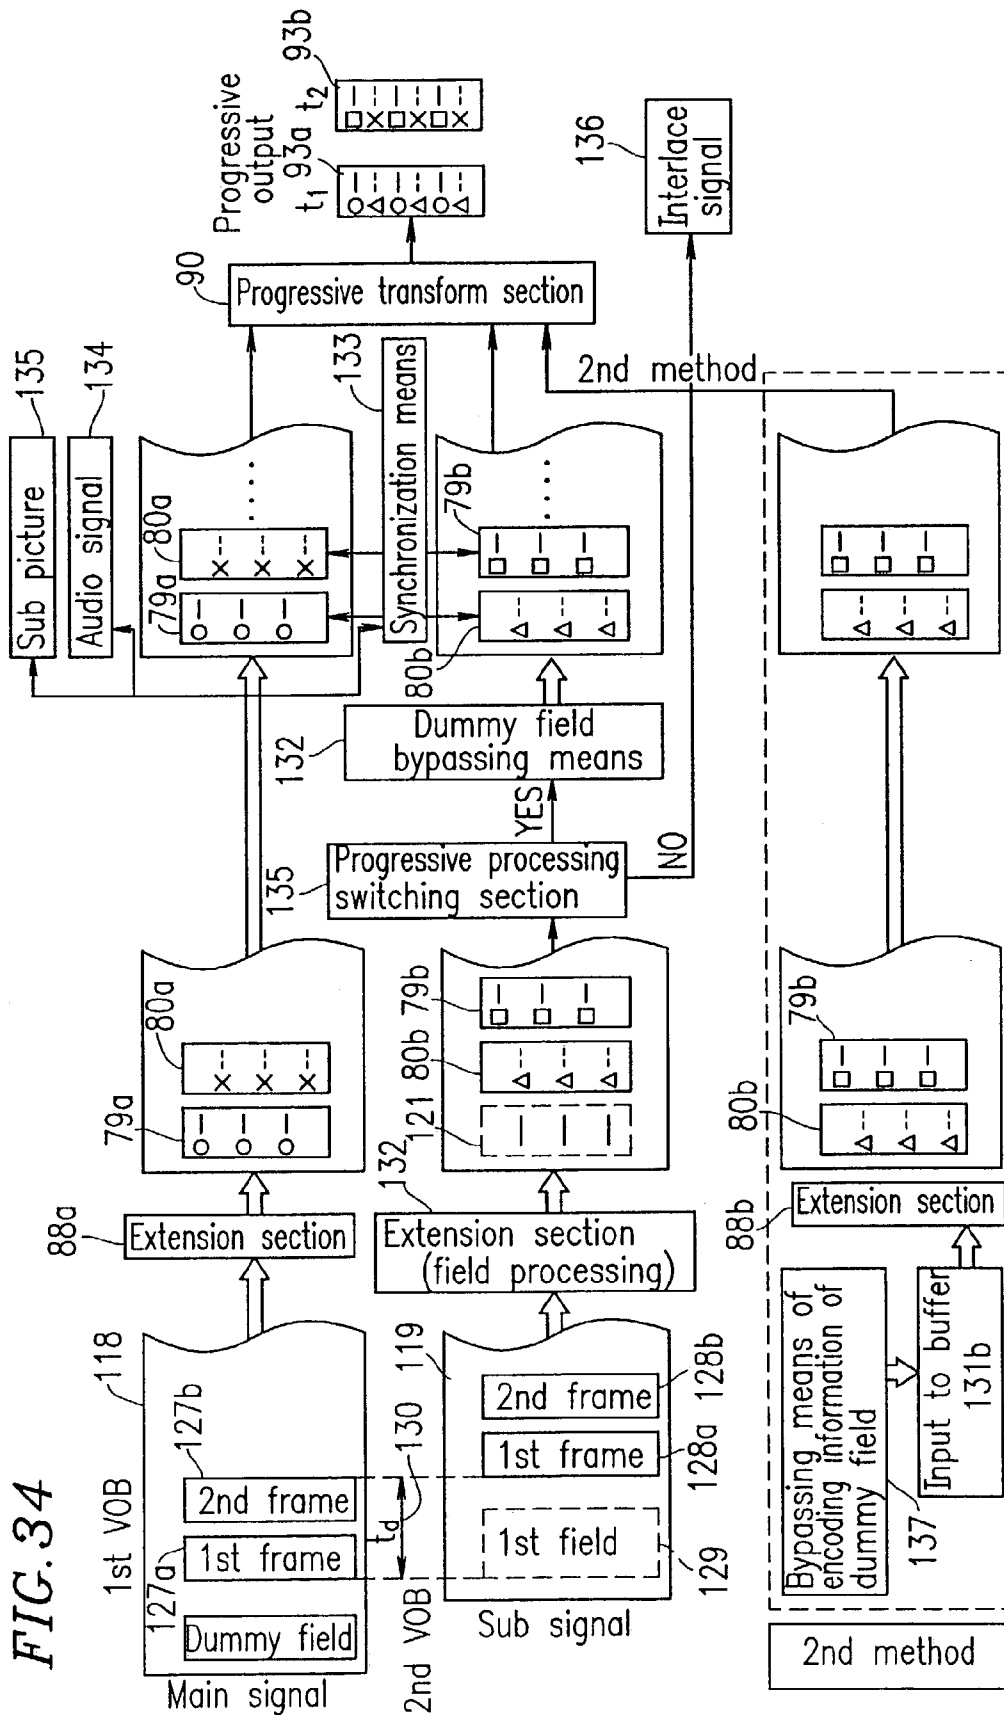 FIG.34
1st VOB
118
127a
127b
Dummy field
1st frame
2nd frame
Main signal
88a
Extension section
79a
80a
79a
80a
Sub picture
135
Audio signal
134
90
Progressive transform section
Progressive
output
t1
93a
t2
93b
td
130
2nd VOB
119
1st field
1st frame
2nd frame
129
128a
128b
Sub signal
132
Extension section
(field processing)
121
80b
79b
135
Progressive processing
switching section
YES
NO
132
Dummy field
bypassing means
80b
79b
Synchronization means
133
136
Interlace
signal
2nd method
2nd method
Bypassing means of
encoding information of
dummy field
137
Input to buffer
131b
88b
Extension section
80b
79b